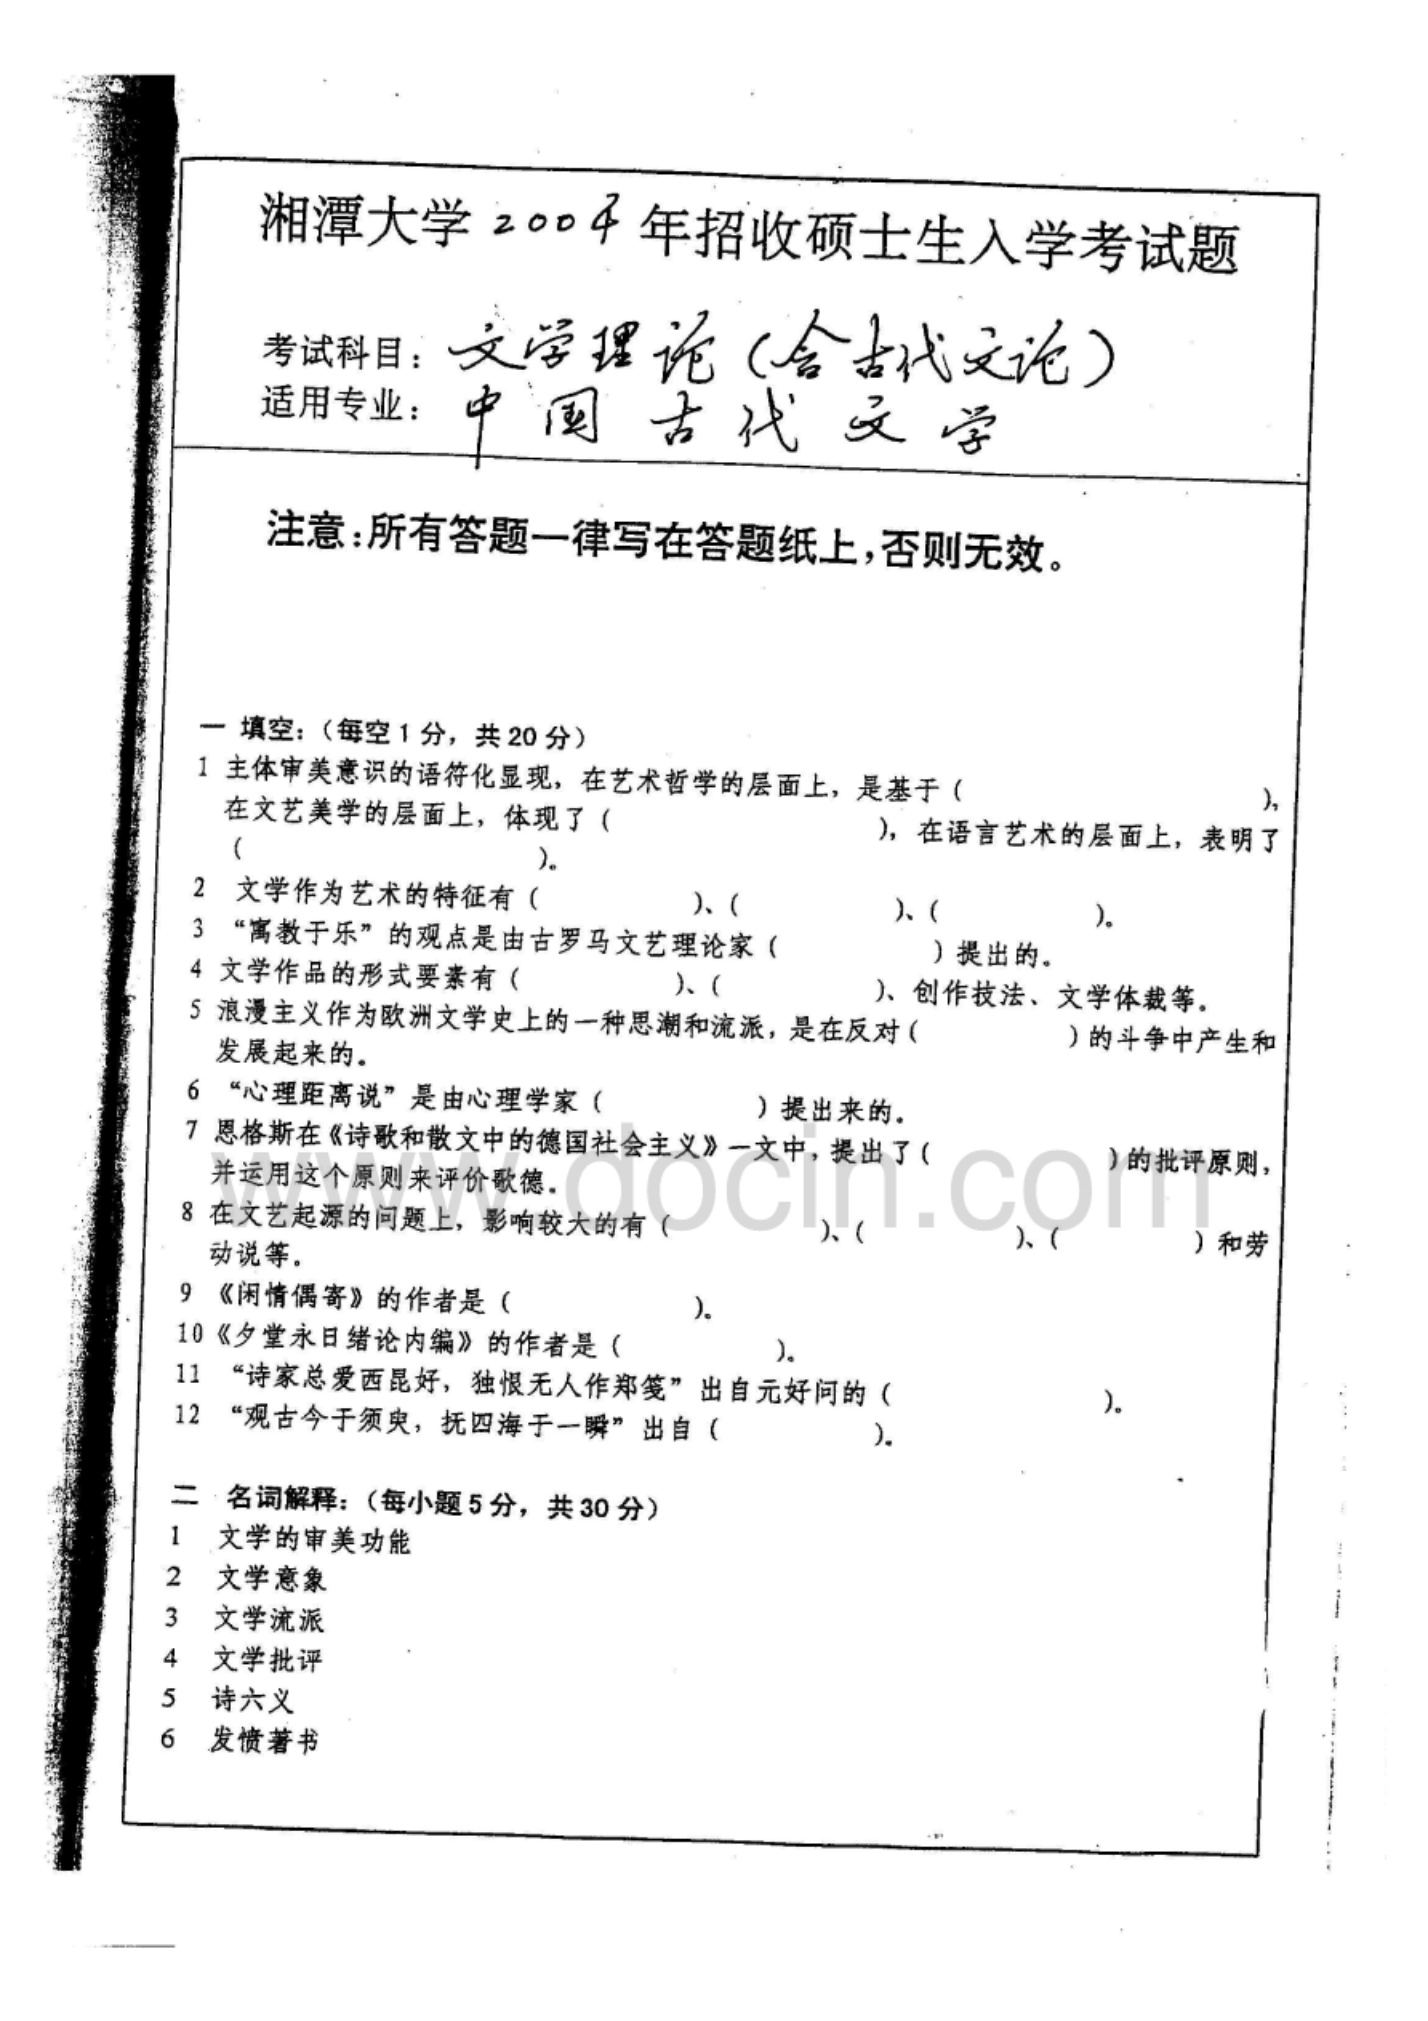 湘潭大学2004年招收硕士生入学考试题
考试科目：文学理论（含古代文论）
适用专业：中国古代文学
注意：所有答题一律写在答题纸上，否则无效。
一 填空：（每空1分，共20分）
1 主体审美意识的语符化显现，在艺术哲学的层面上，是基于（ ），
在文艺美学的层面上，体现了（ ），在语言艺术的层面上，表明了
（ ）。
2 文学作为艺术的特征有（ ）、（ ）、（ ）。
3 “寓教于乐”的观点是由古罗马文艺理论家（ ）提出的。
4 文学作品的形式要素有（ ）、（ ）、创作技法、文学体裁等。
5 浪漫主义作为欧洲文学史上的一种思潮和流派，是在反对（ ）的斗争中产生和
发展起来的。
6 “心理距离说”是由心理学家（ ）提出来的。
7 恩格斯在《诗歌和散文中的德国社会主义》一文中，提出了（ ）的批评原则，
并运用这个原则来评价歌德。
8 在文艺起源的问题上，影响较大的有（ ）、（ ）、（ ）和劳
动说等。
9 《闲情偶寄》的作者是（ ）。
10《夕堂永日绪论内编》的作者是（ ）。
11 “诗家总爱西昆好，独恨无人作郑笺”出自元好问的（ ）。
12 “观古今于须臾，抚四海于一瞬”出自（ ）。
二 名词解释：（每小题5分，共30分）
1 文学的审美功能
2 文学意象
3 文学流派
4 文学批评
5 诗六义
6 发愤著书
www.docin.com